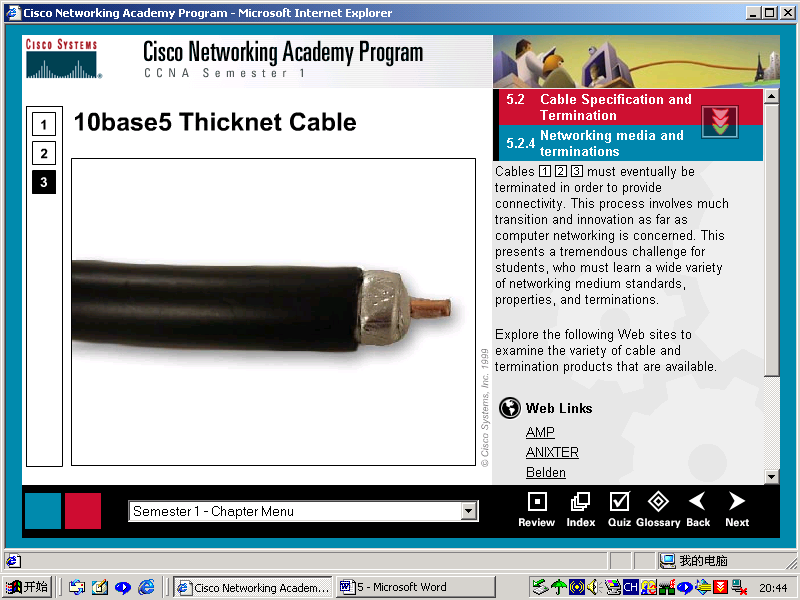 Cisco Networking Academy Program - Microsoft Internet Explorer
CISCO SYSTEMS
Cisco Networking Academy Program
CCNA Semester 1
1
2
3
10base5 Thicknet Cable
© Cisco Systems, Inc. 1999
5.2 Cable Specification and
Termination
5.2.4 Networking media and
terminations
Cables 1 2 3 must eventually be
terminated in order to provide
connectivity. This process involves much
transition and innovation as far as
computer networking is concerned. This
presents a tremendous challenge for
students, who must learn a wide variety
of networking medium standards,
properties, and terminations.
Explore the following Web sites to
examine the variety of cable and
termination products that are available.
Web Links
AMP
ANIXTER
Belden
Semester 1 - Chapter Menu
Review Index Quiz Glossary Back Next
我的电脑
开始 Cisco Networking Academ... 5 - Microsoft Word CH 20:44